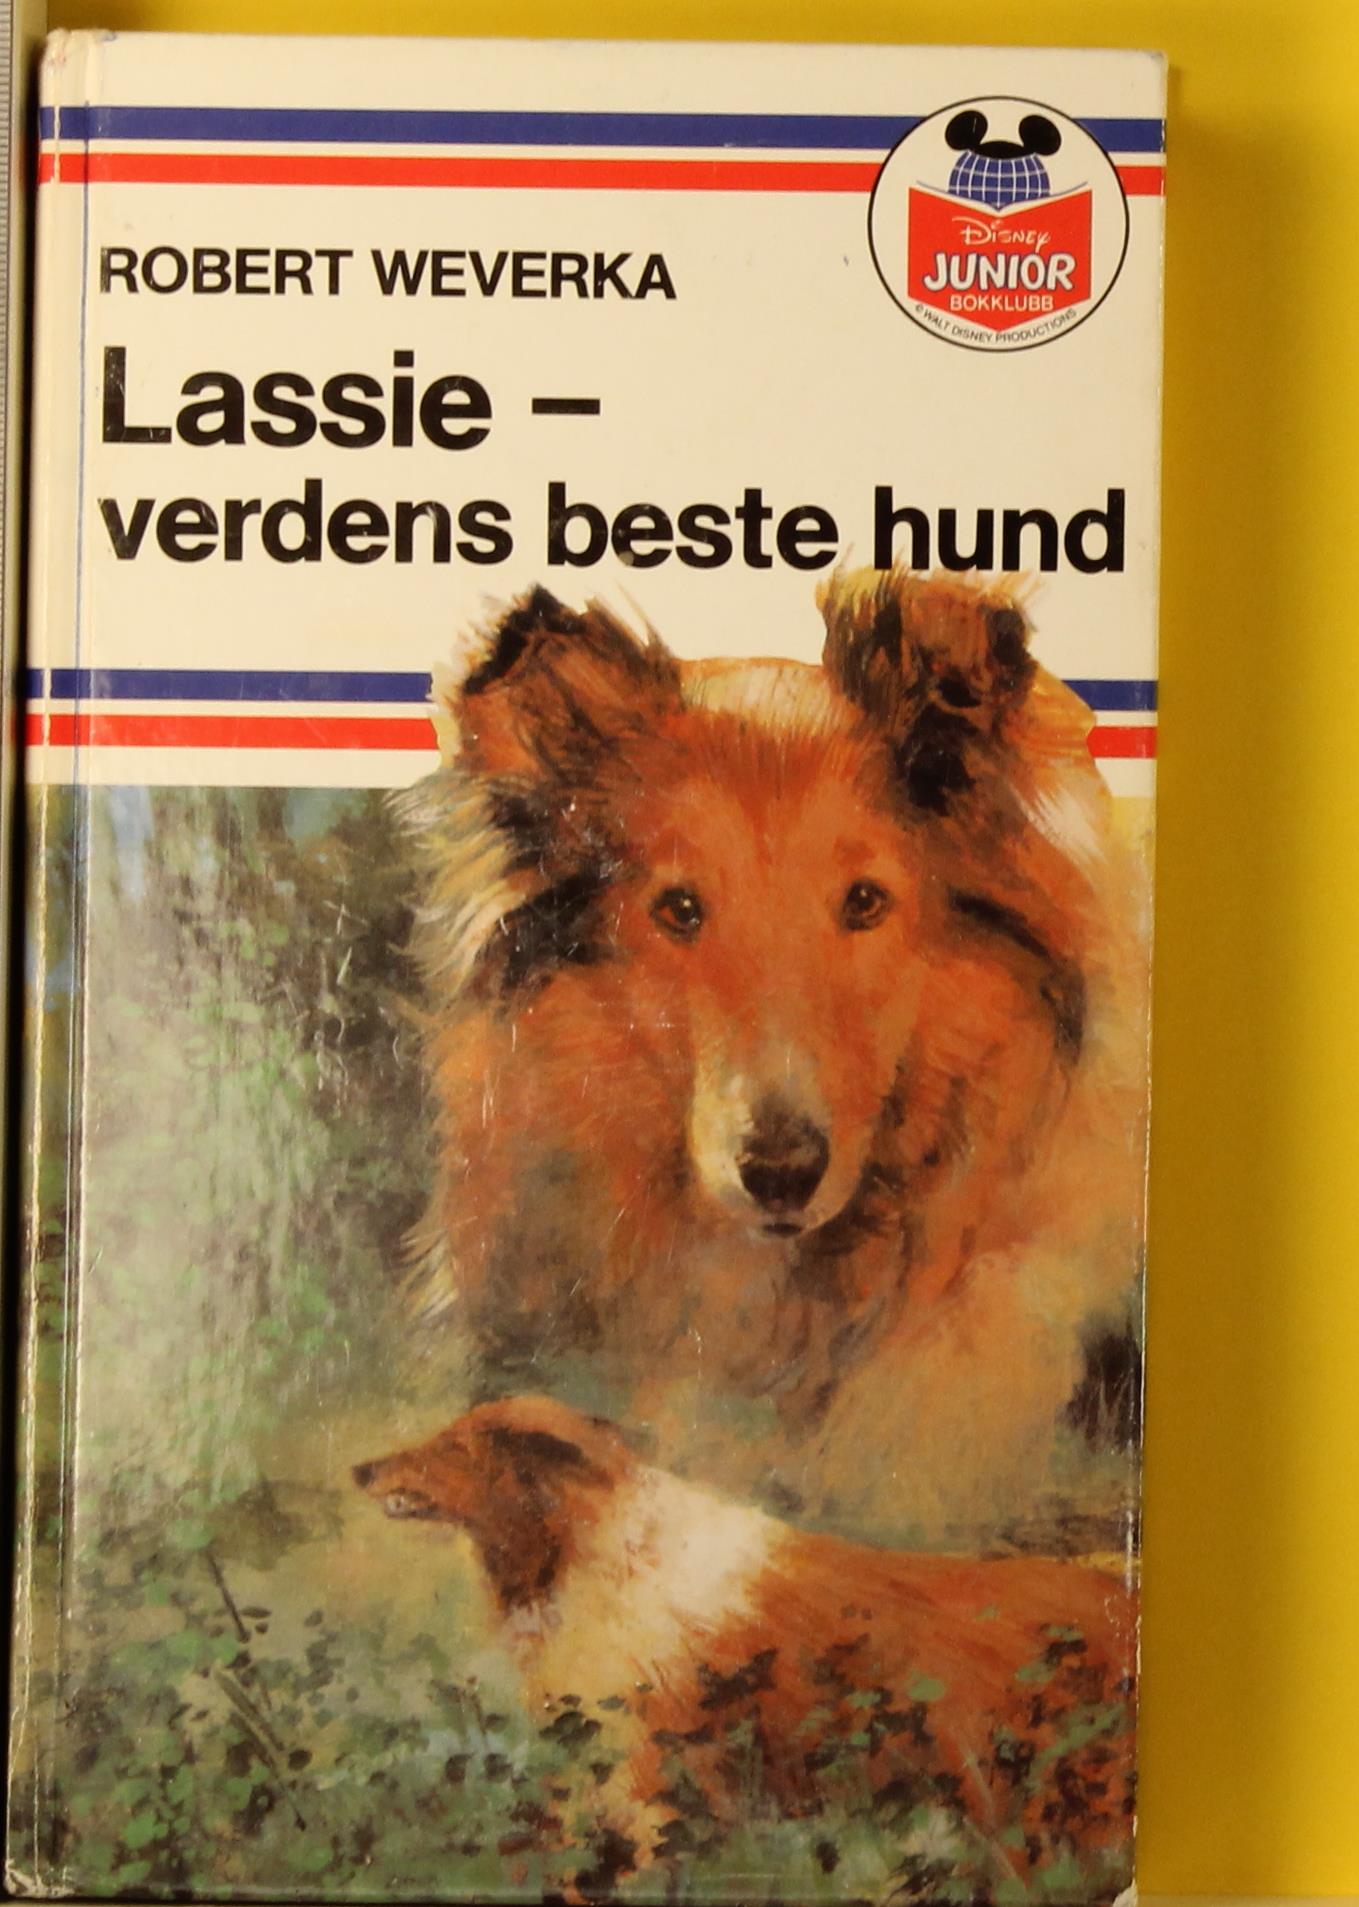 ROBERT WEVERKA
Disney
JUNIOR
BOKKLUBB
© WALT DISNEY PRODUCTIONS
Lassie –
verdens beste hund